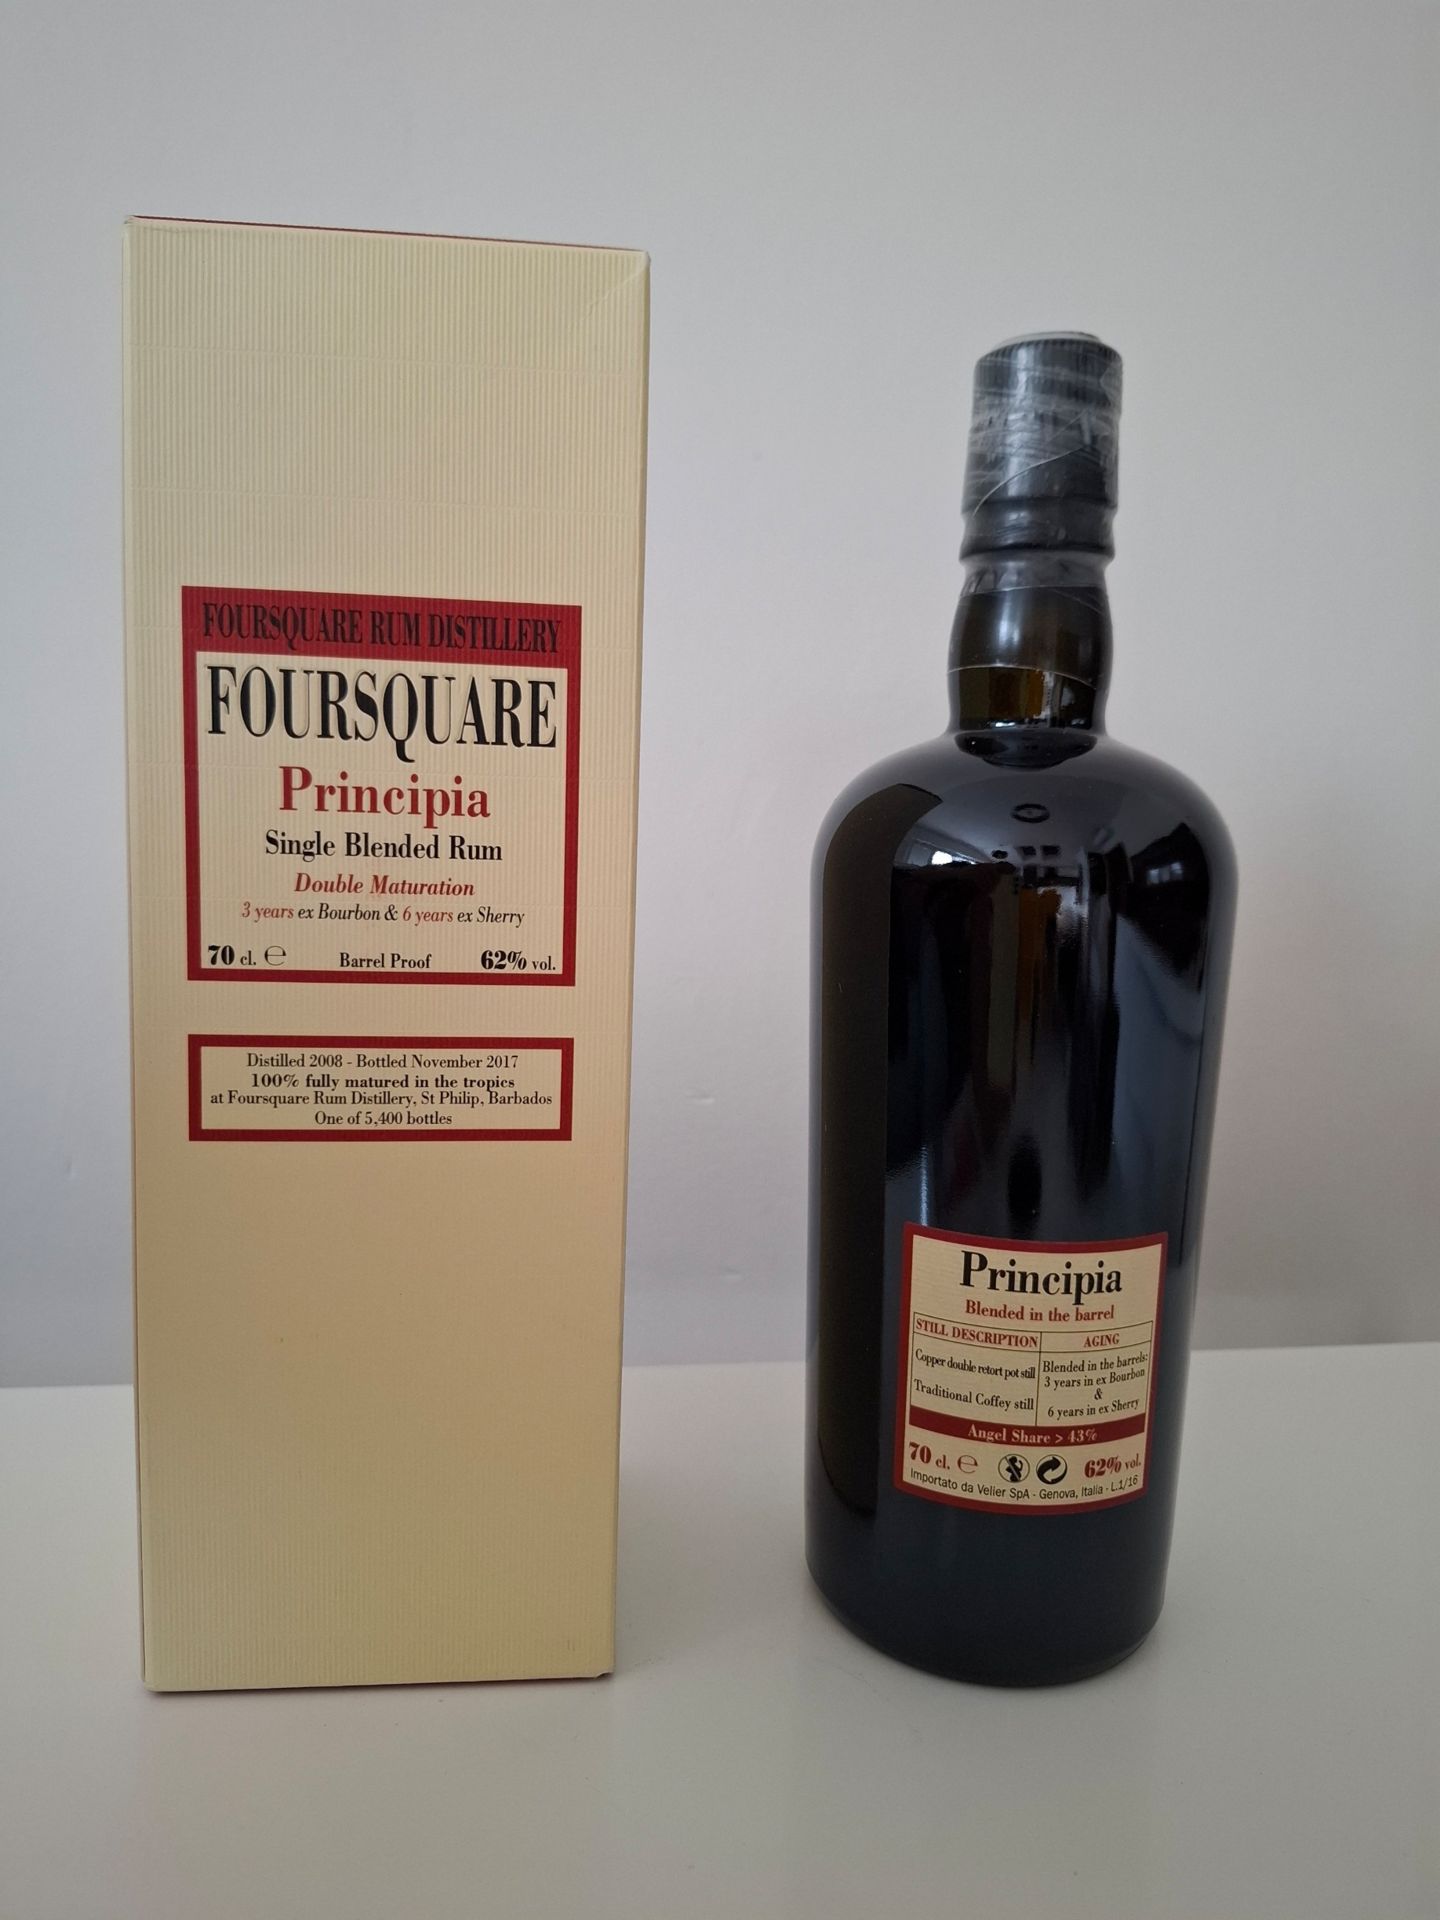 FOURSQUARE RUM DISTILLERY
FOURSQUARE
Principia
Single Blended Rum
Double Maturation
3 years ex Bourbon & 6 years ex Sherry
70 cl. ℮ Barrel Proof 62% vol.
Distilled 2008 - Bottled November 2017
100% fully matured in the tropics
at Foursquare Rum Distillery, St Philip, Barbados
One of 5,400 bottles
Principia
Blended in the barrel
STILL DESCRIPTION AGING
Copper double retort pot still
Traditional Coffey still
Blended in the barrels:
3 years in ex Bourbon
&
6 years in ex Sherry
Angel Share > 43%
70 cl. ℮ 62% vol.
Importato da Velier SpA - Genova, Italia - L.1/16